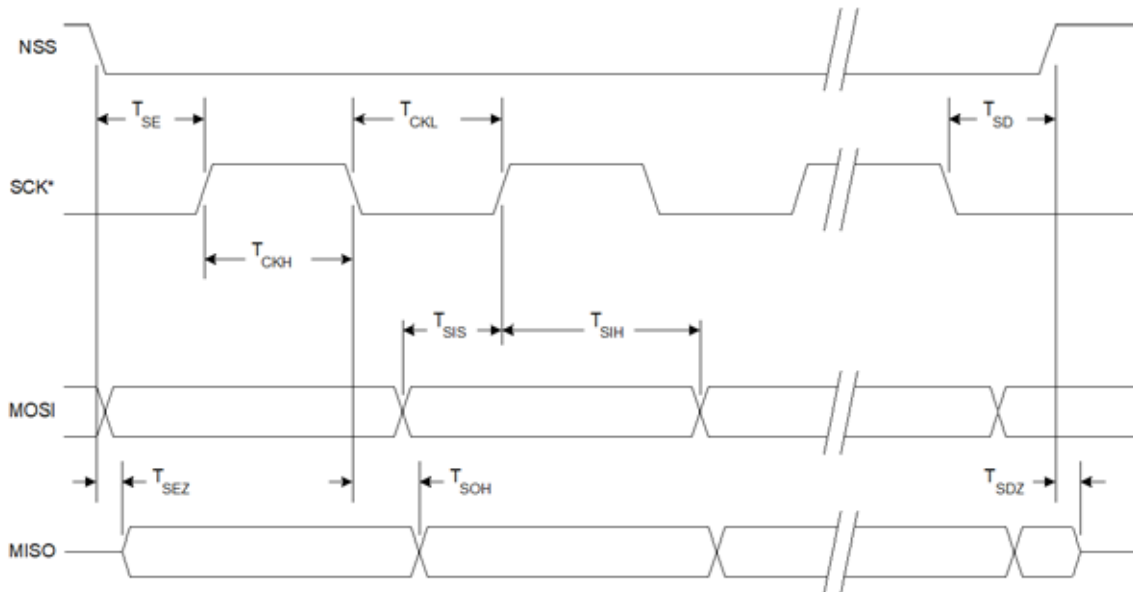 NSS
T_SE
T_CKL
T_SD
SCK*
T_CKH
T_SIS
T_SIH
MOSI
T_SEZ
T_SOH
T_SDZ
MISO